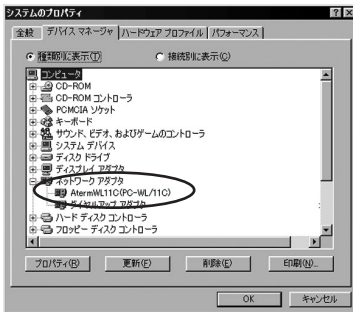 システムのプロパティ
全般 デバイス マネージャ ハードウェア プロファイル パフォーマンス
種類別に表示(T) 接続別に表示(C)
コンピュータ
CD-ROM
CD-ROM コントローラ
PCMCIA ソケット
キーボード
サウンド、ビデオ、およびゲームのコントローラ
システム デバイス
ディスク ドライブ
ディスプレイ アダプタ
ネットワーク アダプタ
AtermWL11C(PC-WL/11C)
ダイヤルアップ アダプタ
ハード ディスク コントローラ
フロッピー ディスク コントローラ
プロパティ(R) 更新(F) 削除(E) 印刷(N)...
OK キャンセル